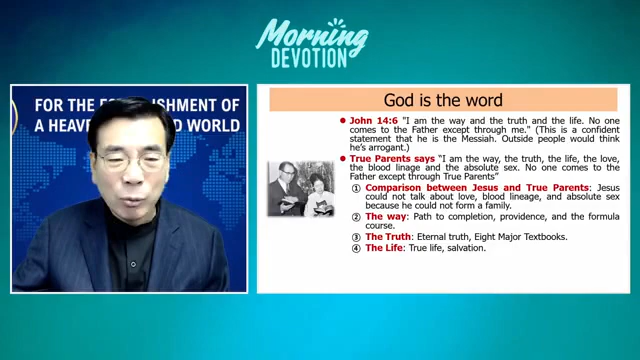 Morning
DEVOTION
FOR THE ES
ISHMENT OF
A HEAVE
D WORLD
God is the word
John 14:6 "I am the way and the truth and the life. No one
comes to the Father except through me." (This is a confident
statement that he is the Messiah. Outside people would think
he's arrogant.)
True Parents says "I am the way, the truth, the life, the love,
the blood linage and the absolute sex. No one comes to the
Father except through True Parents"
① Comparison between Jesus and True Parents: Jesus
could not talk about love, blood lineage, and absolute sex
because he could not form a family.
② The way: Path to completion, providence, and the formula
course.
③ The Truth: Eternal truth, Eight Major Textbooks.
④ The Life: True life, salvation.